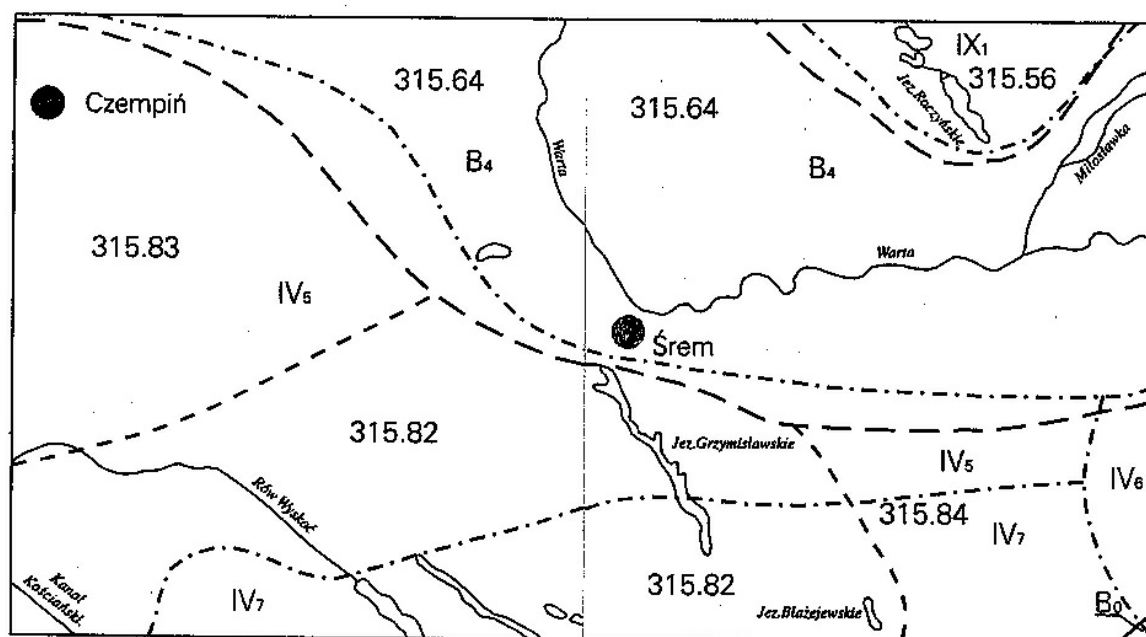 IX₁
315.56
315.64
315.64
Czempiń
Jez.Raczyńskie
Warta
B₄
B₄
Miłosławka
315.83
Warta
IV₅
Śrem
315.82
Jez.Grzymisławskie
IV₅
IV₆
Rów Wyskoć
315.84
IV₇
Kanał
Kościański.
IV₇
315.82
Jez.Błażejewskie
B₀